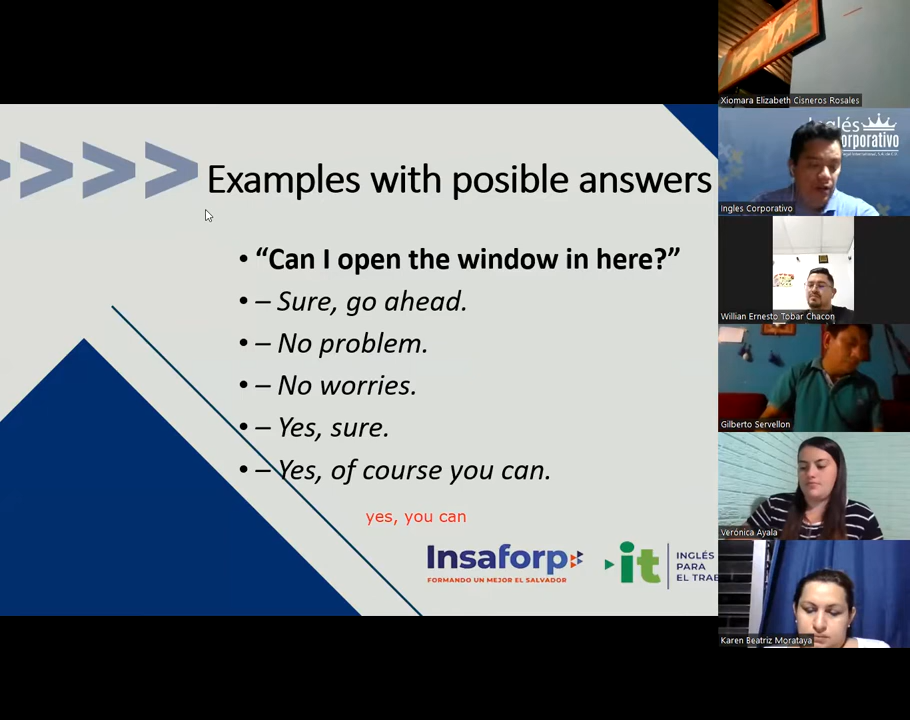 Examples with posible answers
• “Can I open the window in here?”
• – Sure, go ahead.
• – No problem.
• – No worries.
• – Yes, sure.
• – Yes, of course you can.
yes, you can
Insaforp
FORMANDO UN MEJOR EL SALVADOR
it
INGLÉS
PARA
EL TRA
Xiomara Elizabeth Cisneros Rosales
Inglés
orporativo
Ingles Corporativo
Willian Ernesto Tobar Chacon
Gilberto Servellon
Verónica Ayala
Karen Beatriz Morataya